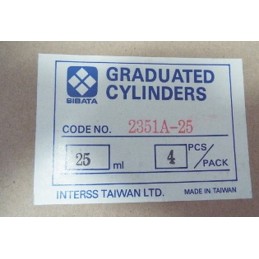 GRADUATED
CYLINDERS
SIBATA
CODE NO. 2351A-25
25 ml 4 PCS/PACK
INTERSS TAIWAN LTD. MADE IN TAIWAN